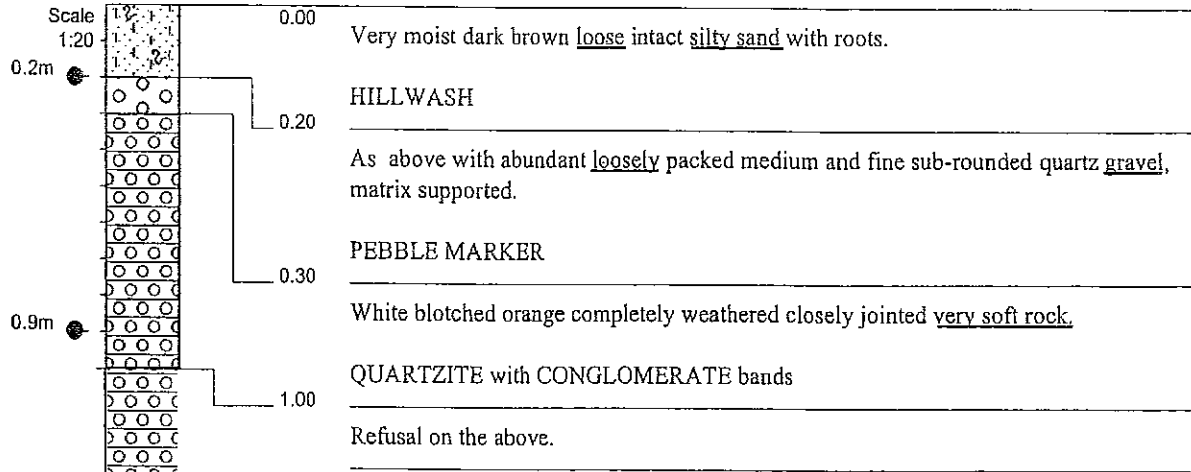 Scale
1:20
0.00
Very moist dark brown loose intact silty sand with roots.
0.2m
HILLWASH
0.20
As above with abundant loosely packed medium and fine sub-rounded quartz gravel,
matrix supported.
PEBBLE MARKER
0.30
White blotched orange completely weathered closely jointed very soft rock.
0.9m
QUARTZITE with CONGLOMERATE bands
1.00
Refusal on the above.